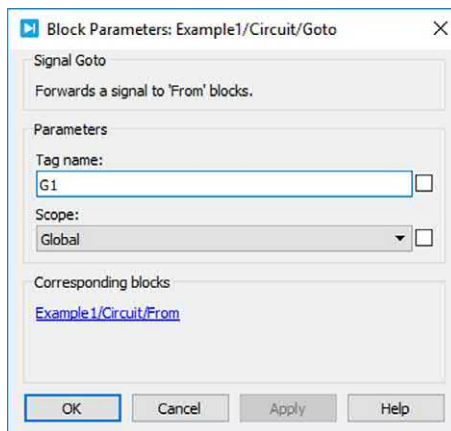 Block Parameters: Example1/Circuit/Goto
Signal Goto
Forwards a signal to 'From' blocks.
Parameters
Tag name:
G1
Scope:
Global
Corresponding blocks
Example1/Circuit/From
OK Cancel Apply Help